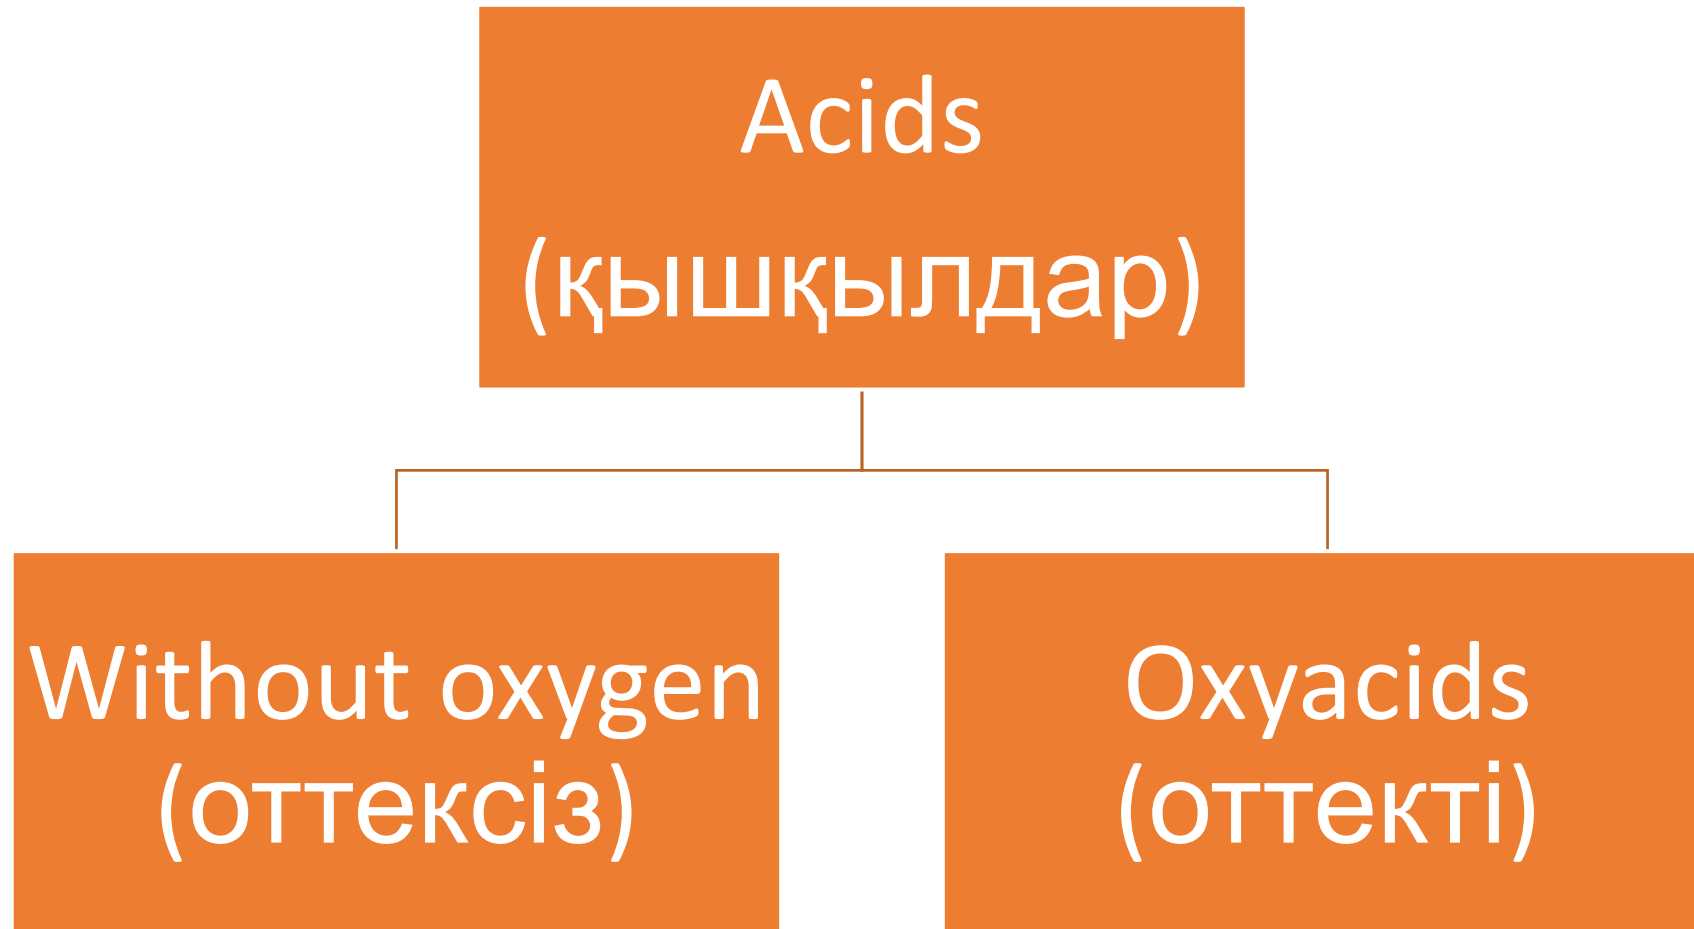 Acids
(қышқылдар)
Without oxygen
(оттексіз)
Oxyacids
(оттекті)